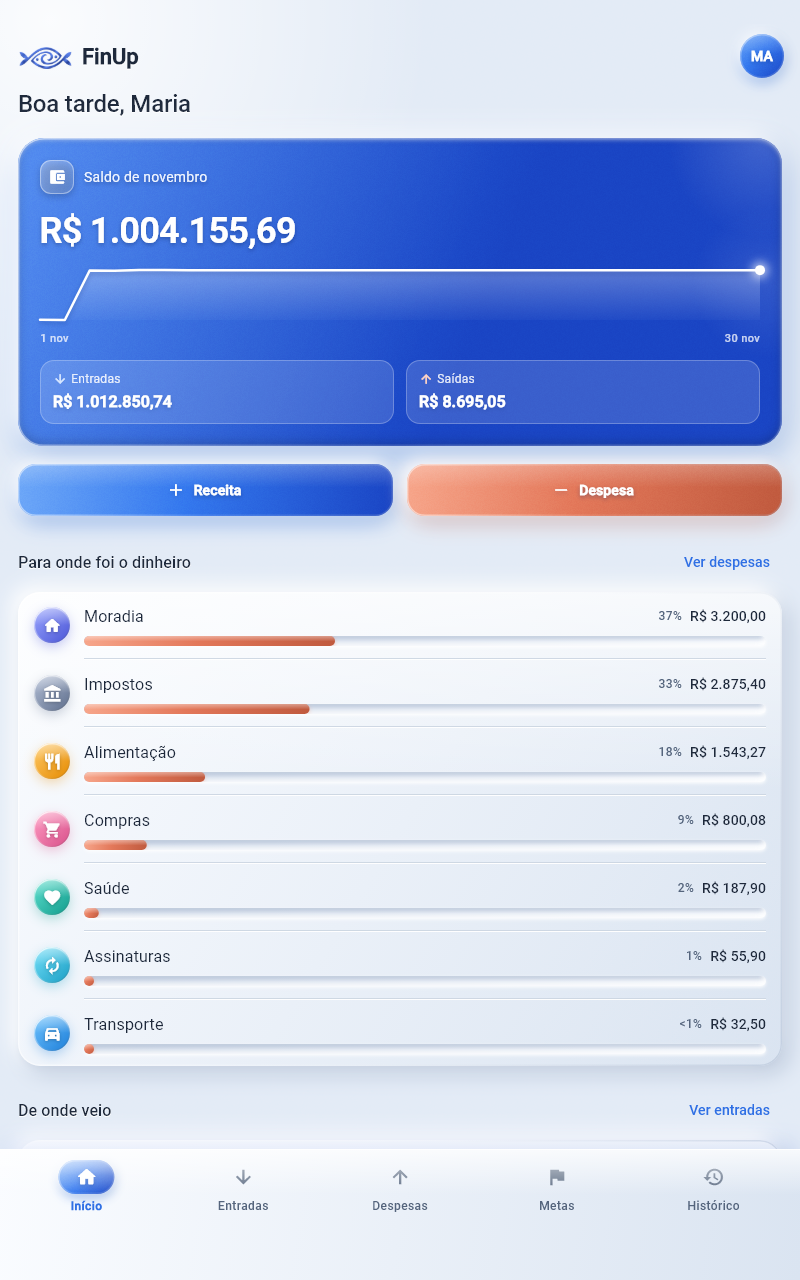 FinUp
MA
Boa tarde, Maria
Saldo de novembro
R$ 1.004.155,69
1 nov
30 nov
Entradas
R$ 1.012.850,74
Saídas
R$ 8.695,05
Receita
Despesa
Para onde foi o dinheiro
Ver despesas
Moradia 37% R$ 3.200,00
Impostos 33% R$ 2.875,40
Alimentação 18% R$ 1.543,27
Compras 9% R$ 800,08
Saúde 2% R$ 187,90
Assinaturas 1% R$ 55,90
Transporte <1% R$ 32,50
De onde veio
Ver entradas
Início
Entradas
Despesas
Metas
Histórico